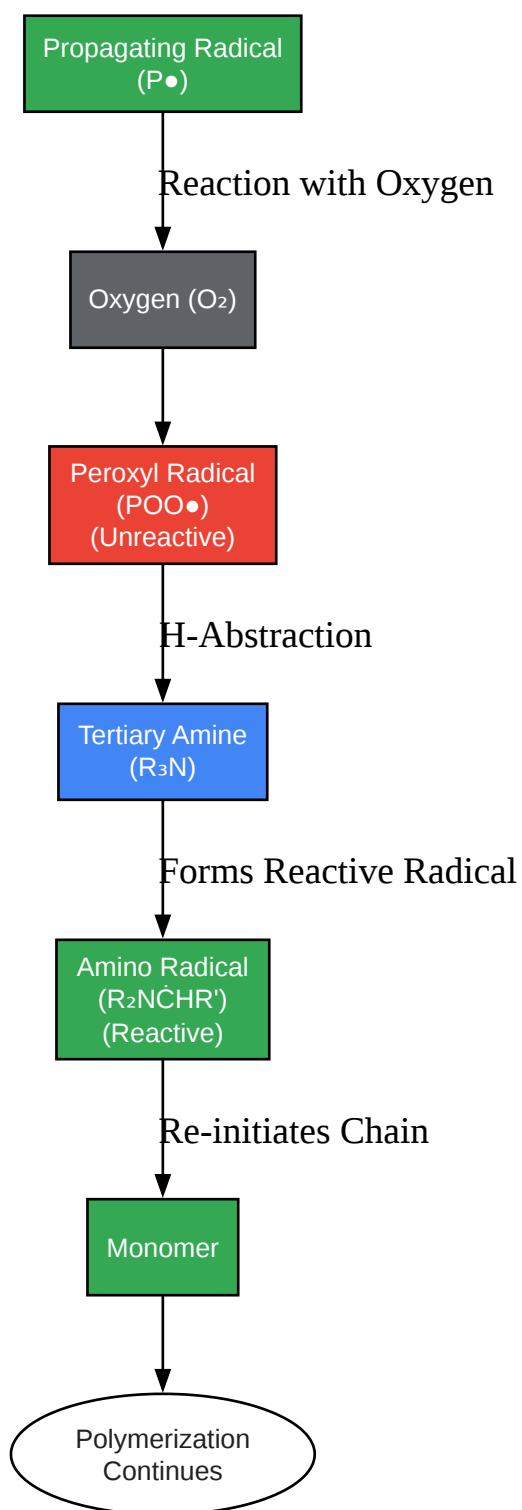 Propagating Radical
(P●)
Reaction with Oxygen
Oxygen (O₂)
Peroxyl Radical
(POO●)
(Unreactive)
H-Abstraction
Tertiary Amine
(R₃N)
Forms Reactive Radical
Amino Radical
(R₂NĊHR')
(Reactive)
Re-initiates Chain
Monomer
Polymerization
Continues